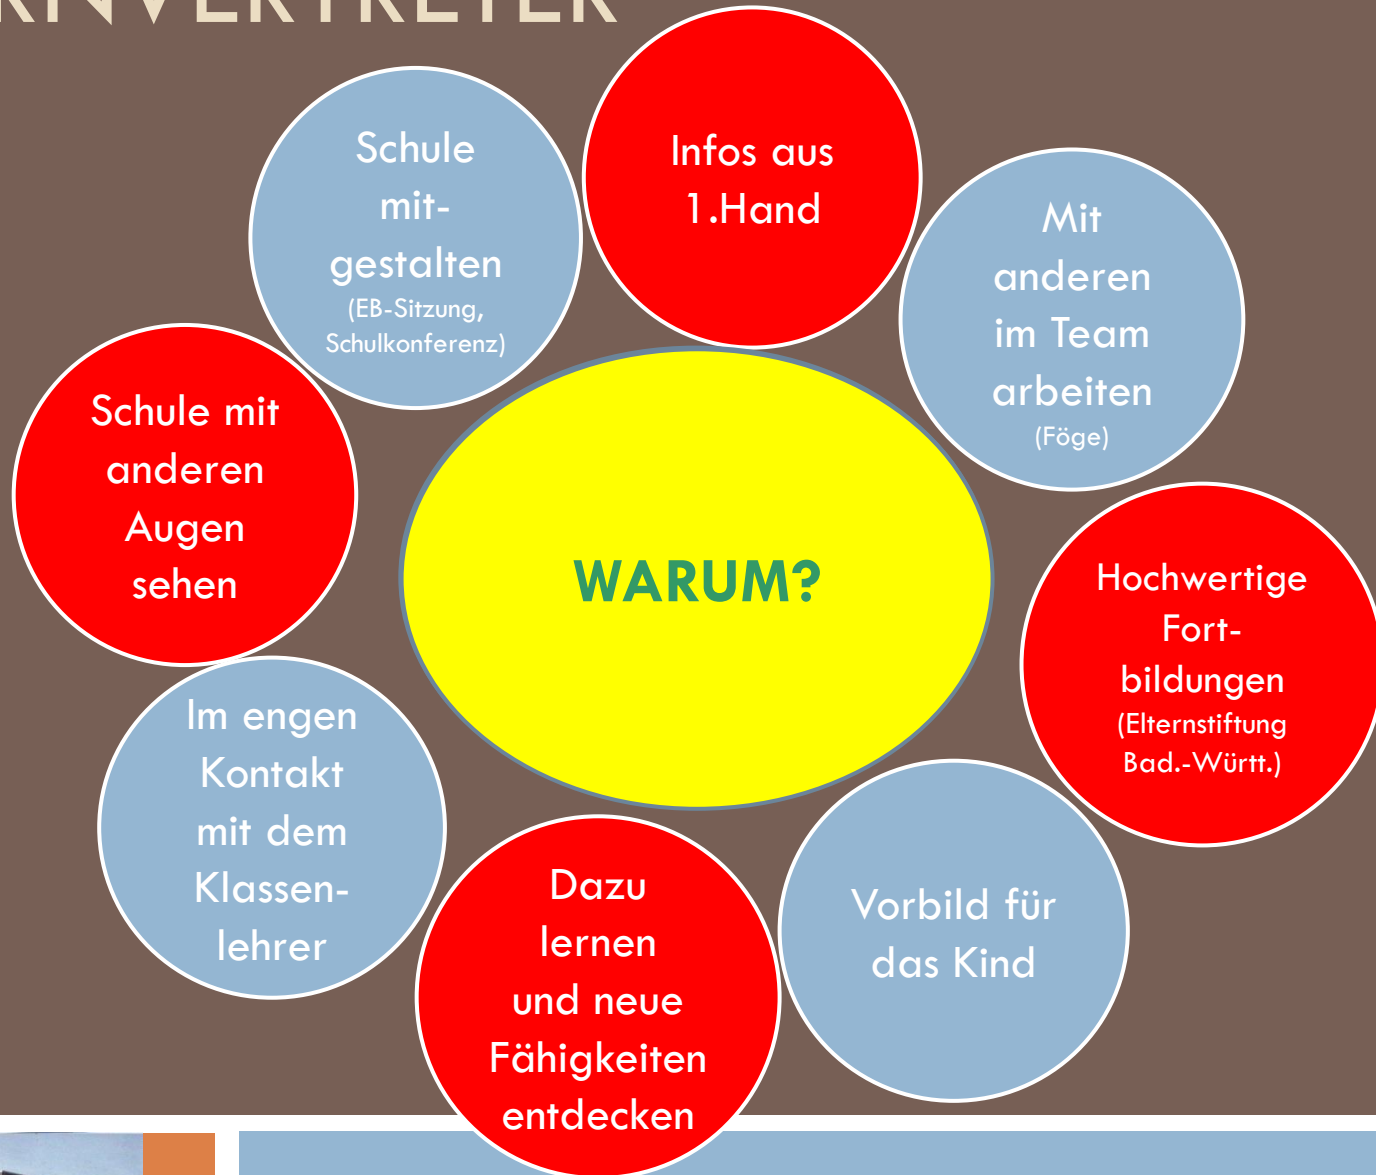 RNVERTRETER
Infos aus
1.Hand
Schule
mit-
gestalten
(EB-Sitzung,
Schulkonferenz)
Mit
anderen
im Team
arbeiten
(Föge)
Schule mit
anderen
Augen
sehen
WARUM?
Hochwertige
Fort-
bildungen
(Elternstiftung
Bad.-Württ.)
Im engen
Kontakt
mit dem
Klassen-
lehrer
Dazu
lernen
und neue
Fähigkeiten
entdecken
Vorbild für
das Kind